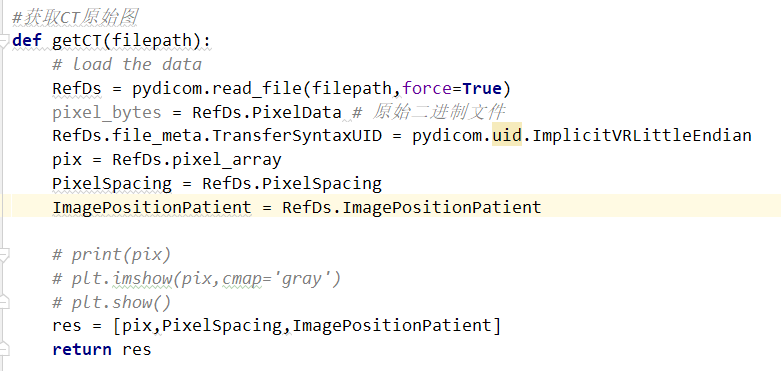 #获取CT原始图
def getCT(filepath):
    # load the data
    RefDs = pydicom.read_file(filepath,force=True)
    pixel_bytes = RefDs.PixelData # 原始二进制文件
    RefDs.file_meta.TransferSyntaxUID = pydicom.uid.ImplicitVRLittleEndian
    pix = RefDs.pixel_array
    PixelSpacing = RefDs.PixelSpacing
    ImagePositionPatient = RefDs.ImagePositionPatient

    # print(pix)
    # plt.imshow(pix,cmap='gray')
    # plt.show()
    res = [pix,PixelSpacing,ImagePositionPatient]
    return res